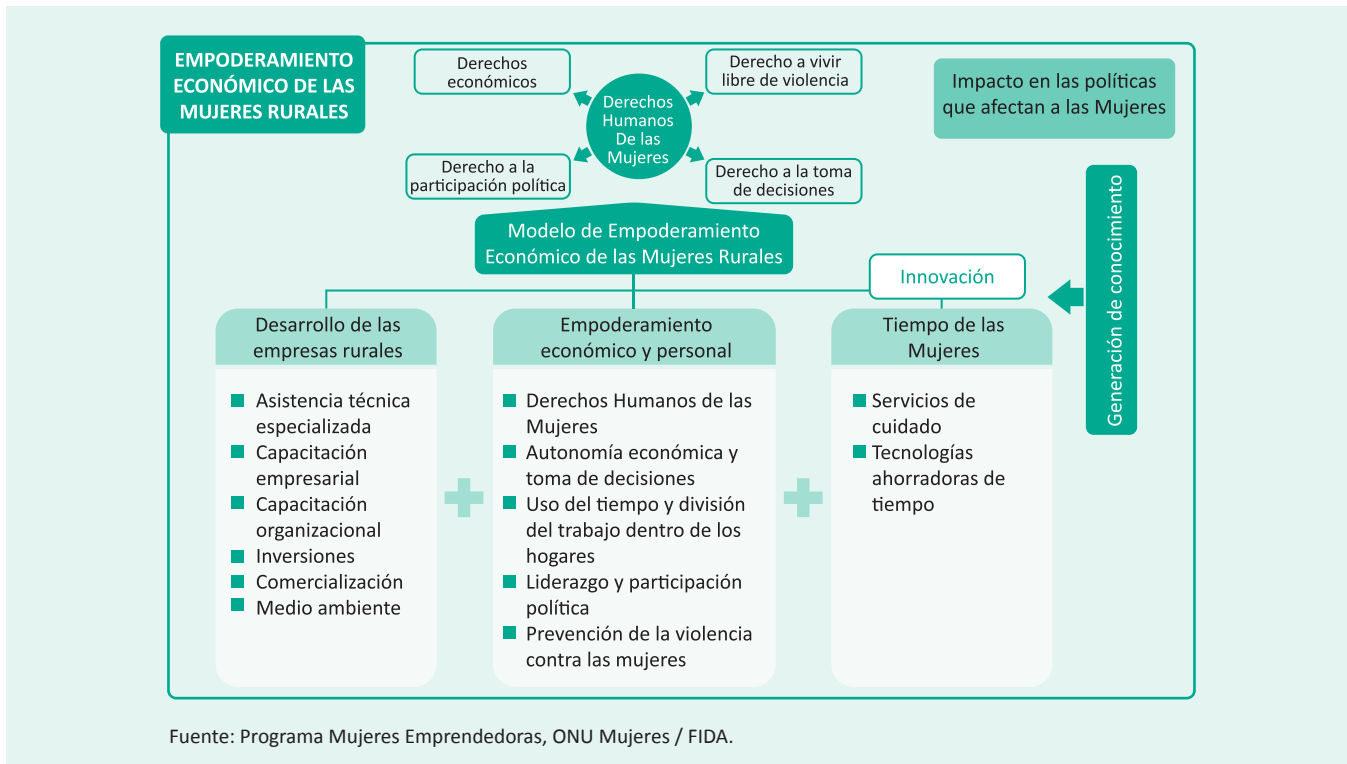 EMPODERAMIENTO
ECONÓMICO DE LAS
MUJERES RURALES
Derechos
económicos
Derecho a vivir
libre de violencia
Derechos
Humanos
De las
Mujeres
Derecho a la
participación política
Derecho a la toma
de decisiones
Impacto en las políticas
que afectan a las Mujeres
Modelo de Empoderamiento
Económico de las Mujeres Rurales
Innovación
Generación de conocimiento
Desarrollo de las
empresas rurales
Asistencia técnica
especializada
Capacitación
empresarial
Capacitación
organizacional
Inversiones
Comercialización
Medio ambiente
Empoderamiento
económico y personal
Derechos Humanos de las
Mujeres
Autonomía económica y
toma de decisiones
Uso del tiempo y división
del trabajo dentro de los
hogares
Liderazgo y participación
política
Prevención de la violencia
contra las mujeres
Tiempo de las
Mujeres
Servicios de
cuidado
Tecnologías
ahorradoras de
tiempo
Fuente: Programa Mujeres Emprendedoras, ONU Mujeres / FIDA.